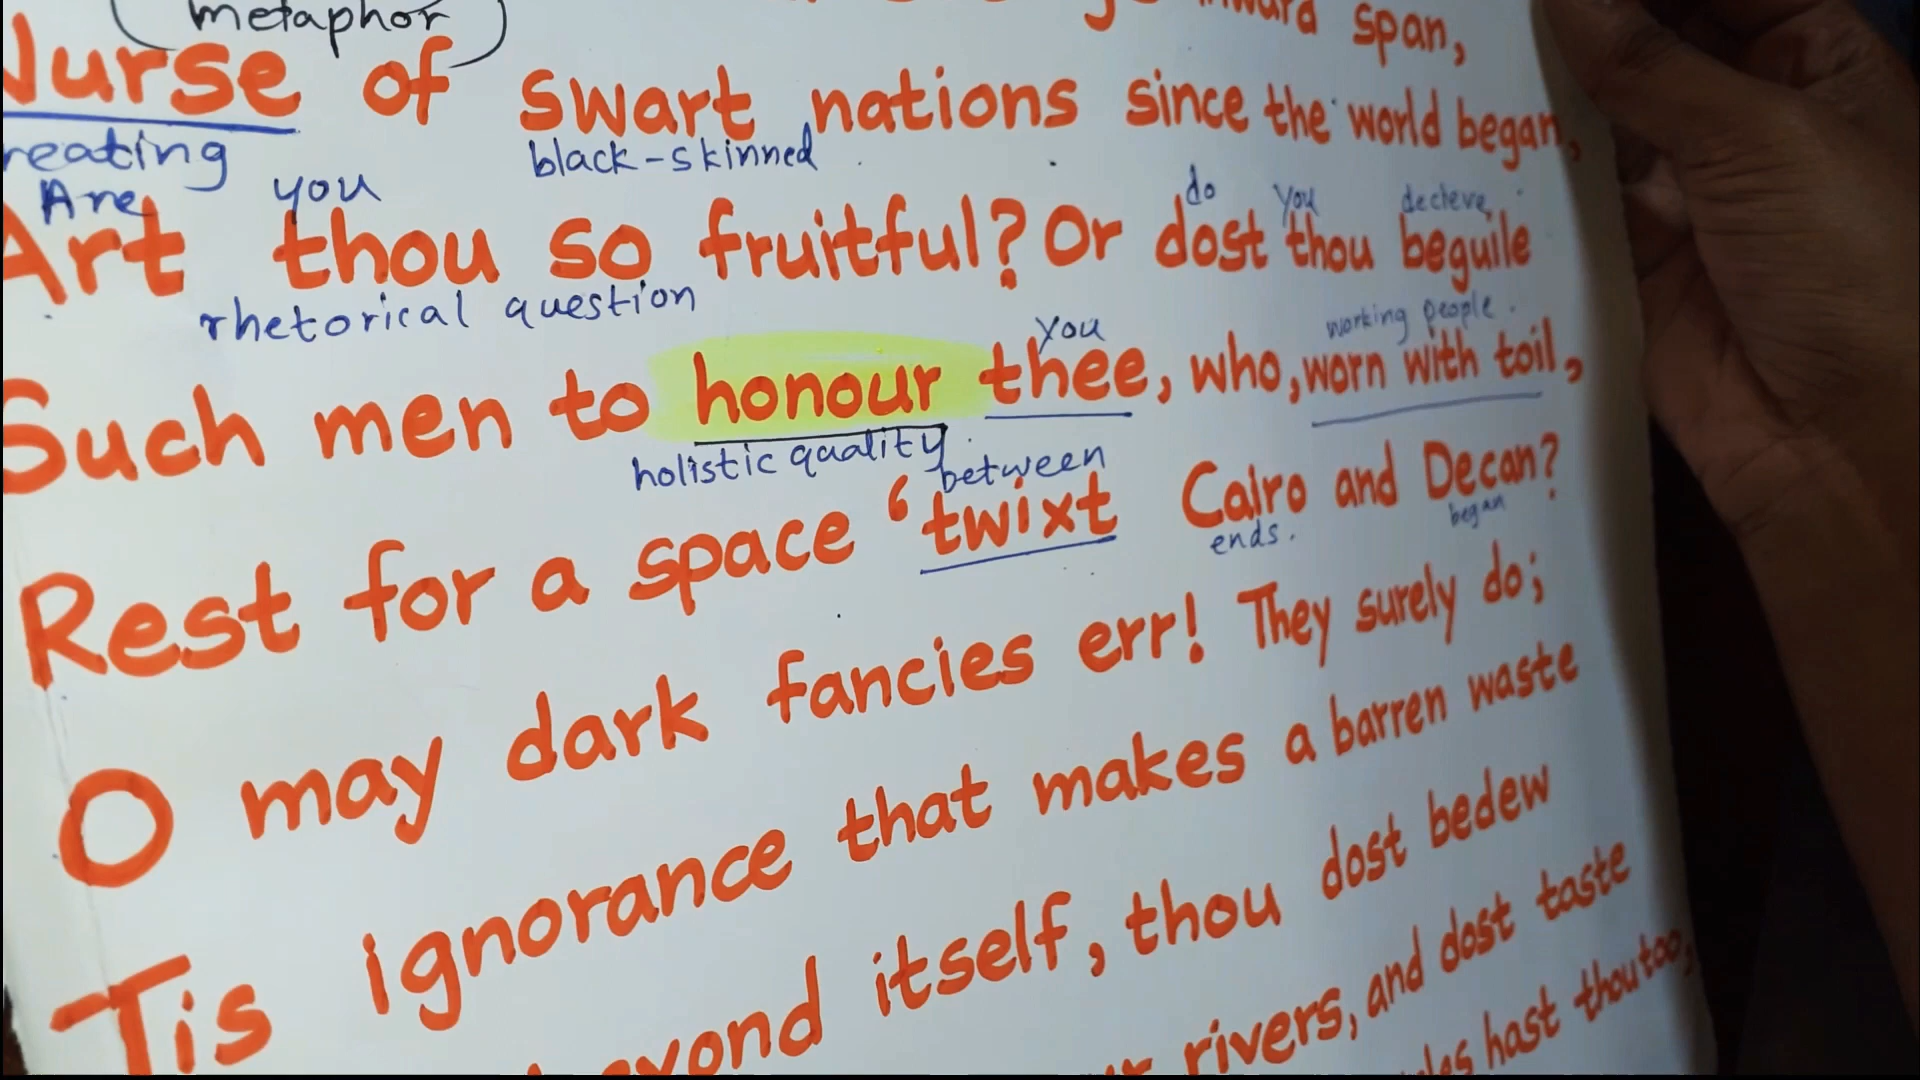 (metaphor)
span,
Nurse of swart nations since the world began,
reating black-skinned
Are you do you decieve
Art thou so fruitful? Or dost thou beguile
rhetorical question you working people.
Such men to honour thee, who, worn with toil,
holistic quality between
Rest for a space ‘twixt Cairo and Decan?
ends. began
O may dark fancies err! They surely do;
Tis ignorance that makes a barren waste
itself, thou dost bedew
rivers, and dost taste
hast thou too,